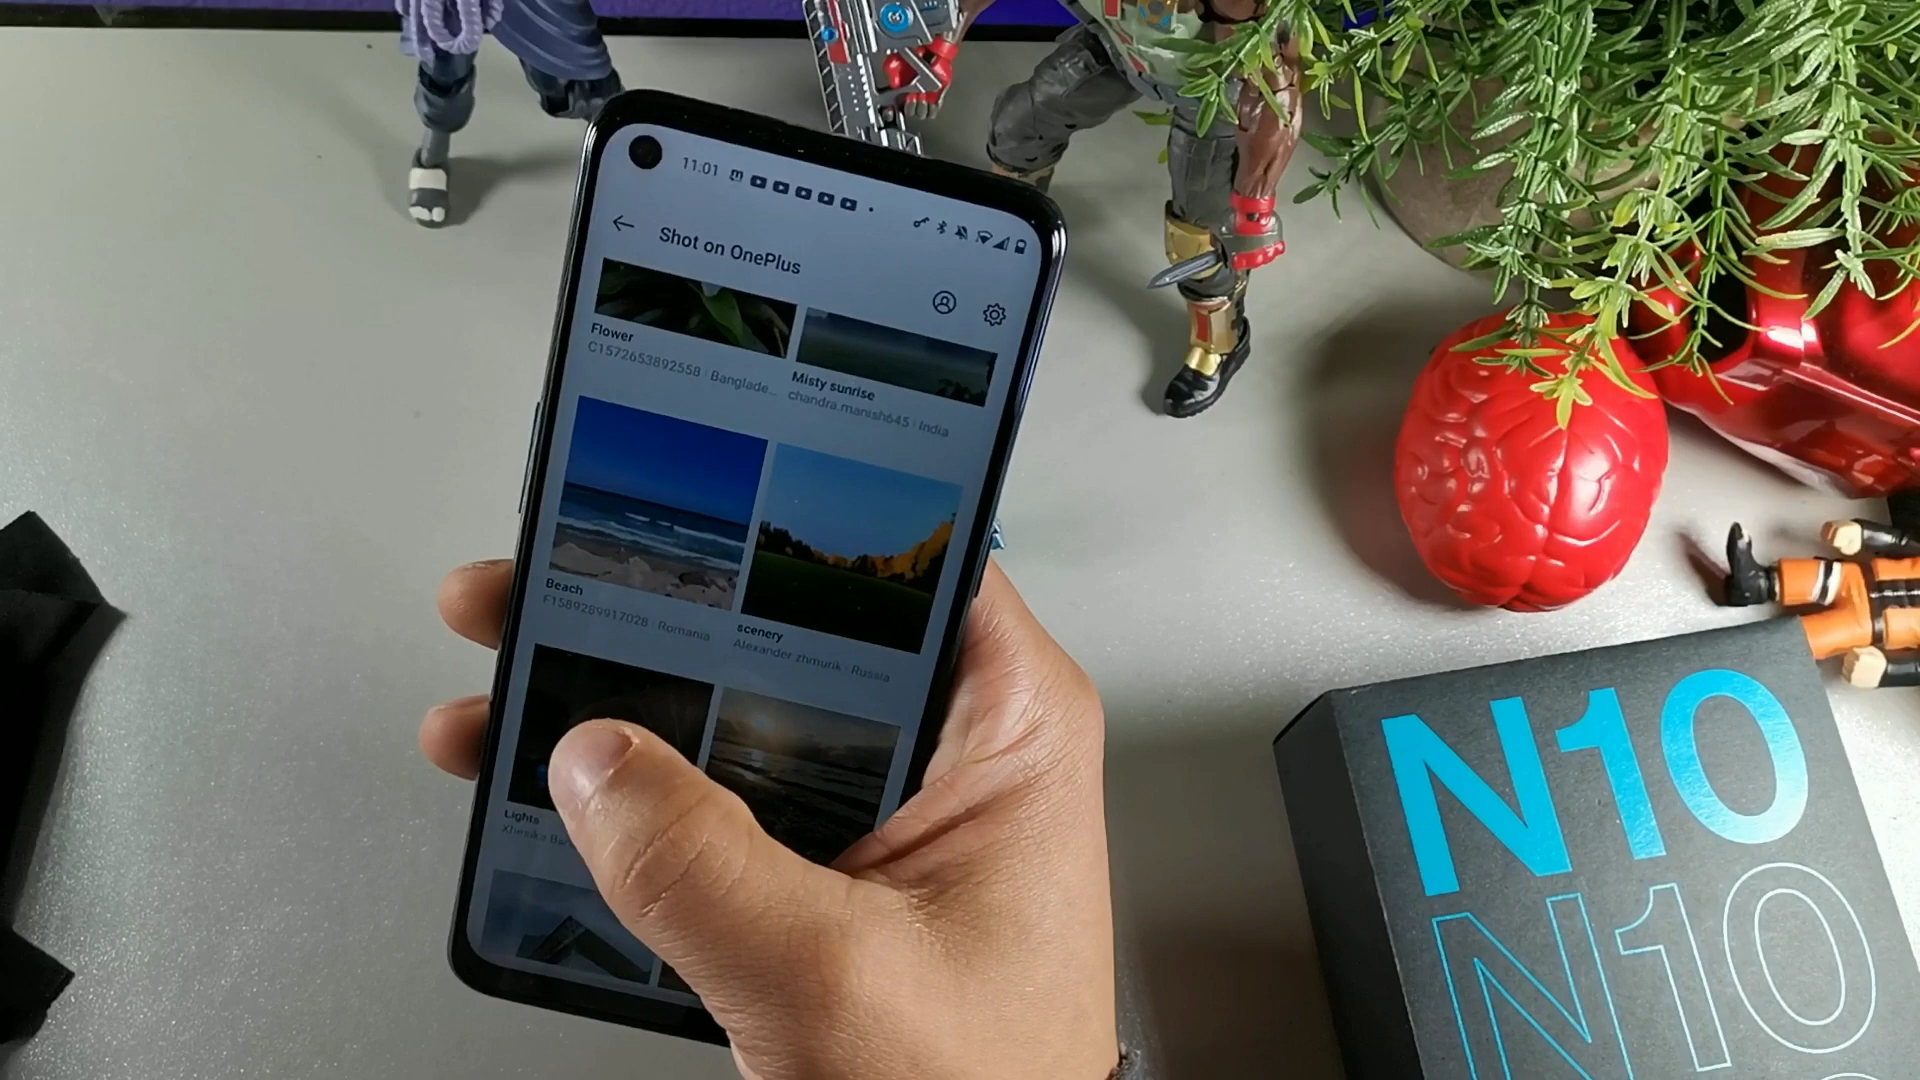 11:01
Shot on OnePlus
Flower
C1572653892558 | Banglade...
Misty sunrise
chandra.manish645 | India
Beach
F1589289917028 | Romania
scenery
Alexander zhmurik | Russia
Lights
N10
N10